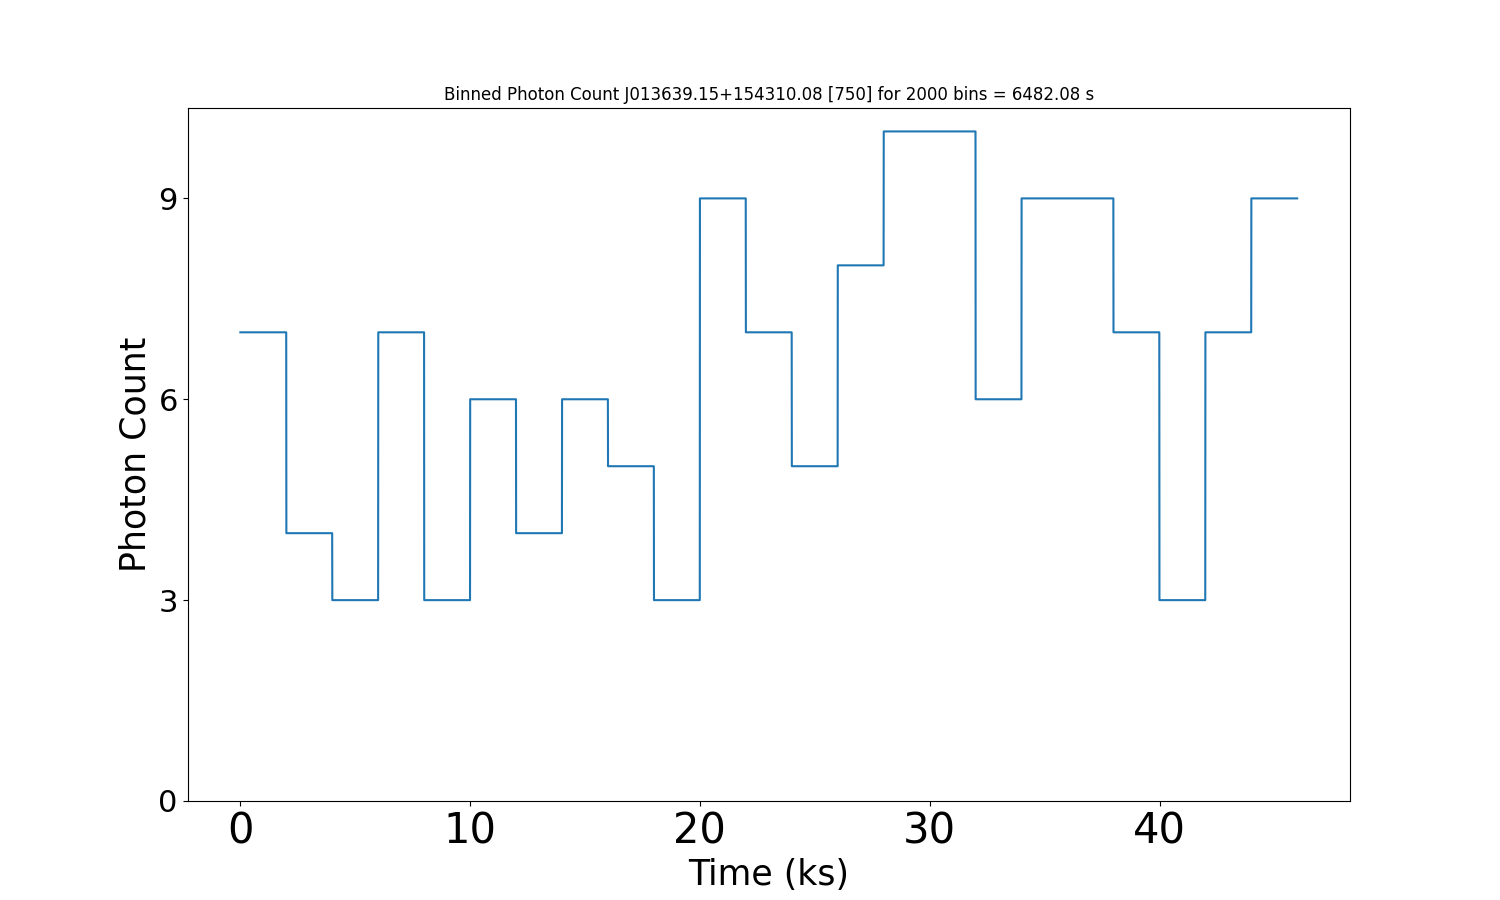 Binned Photon Count J013639.15+154310.08 [750] for 2000 bins = 6482.08 s
Photon Count
9
6
3
0
0 10 20 30 40
Time (ks)